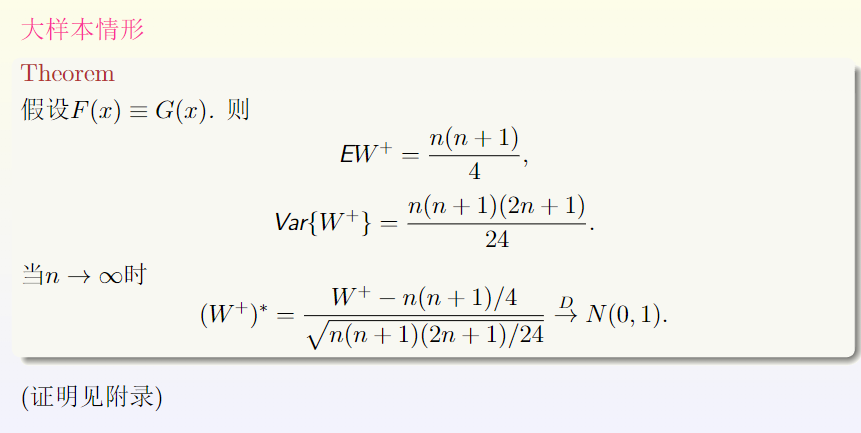 大样本情形
Theorem
假设F(x) ≡ G(x). 则
EW⁺ = n(n + 1)/4,
Var{W⁺} = n(n + 1)(2n + 1)/24.
当n → ∞时
(W⁺)* = (W⁺ − n(n + 1)/4)/√(n(n + 1)(2n + 1)/24) →ᴰ N(0, 1).
(证明见附录)